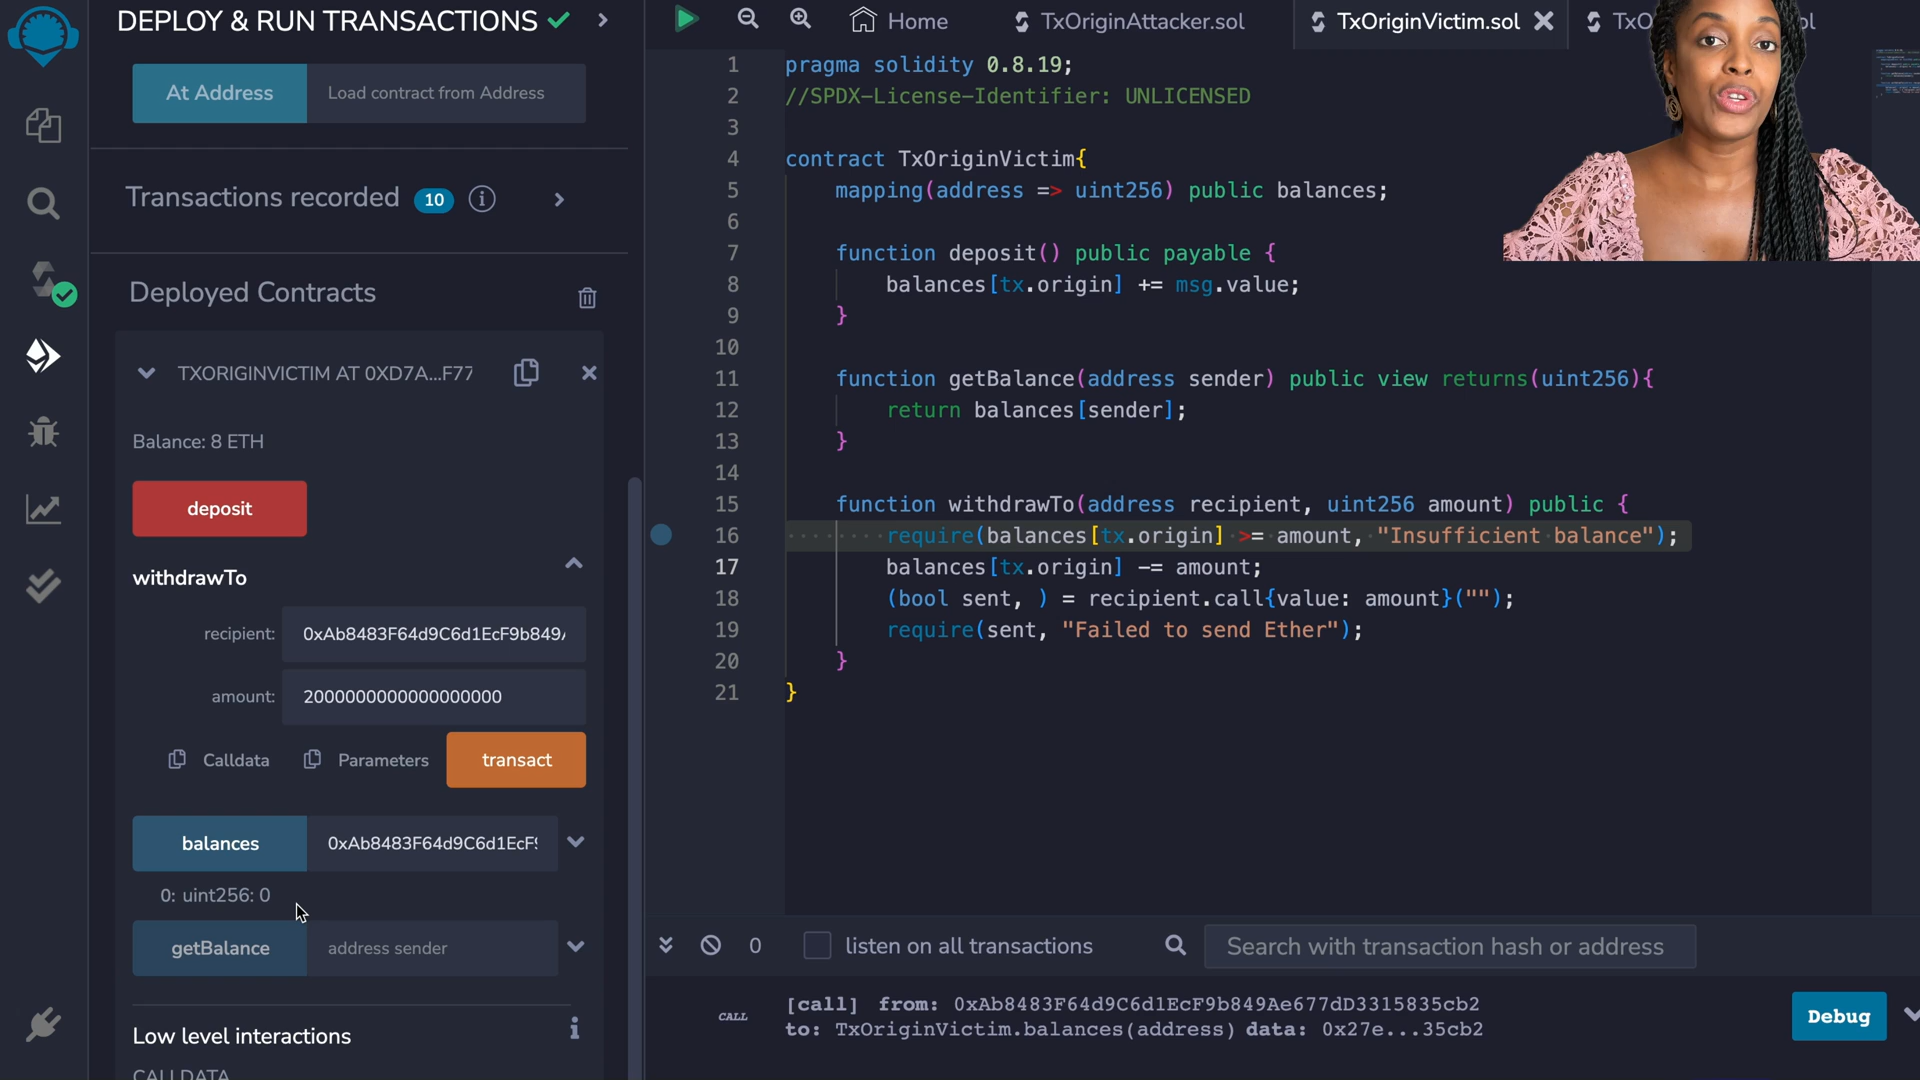 DEPLOY & RUN TRANSACTIONS
At Address
Load contract from Address
Transactions recorded 10
Deployed Contracts
TXORIGINVICTIM AT 0XD7A...F77
Balance: 8 ETH
deposit
withdrawTo
recipient: 0xAb8483F64d9C6d1EcF9b849
amount: 2000000000000000000
Calldata
Parameters
transact
balances
0xAb8483F64d9C6d1EcF9
0: uint256: 0
getBalance
address sender
Low level interactions
CALLDATA
Home
TxOriginAttacker.sol
TxOriginVictim.sol
TxO
ol
1 pragma solidity 0.8.19;
2 //SPDX-License-Identifier: UNLICENSED
3
4 contract TxOriginVictim{
5 mapping(address => uint256) public balances;
6
7 function deposit() public payable {
8 balances[tx.origin] += msg.value;
9 }
10
11 function getBalance(address sender) public view returns(uint256){
12 return balances[sender];
13 }
14
15 function withdrawTo(address recipient, uint256 amount) public {
16 require(balances[tx.origin] >= amount, "Insufficient balance");
17 balances[tx.origin] -= amount;
18 (bool sent, ) = recipient.call{value: amount}("");
19 require(sent, "Failed to send Ether");
20 }
21 }
0
listen on all transactions
Search with transaction hash or address
CALL
[call] from: 0xAb8483F64d9C6d1EcF9b849Ae677dD3315835cb2
to: TxOriginVictim.balances(address) data: 0x27e...35cb2
Debug